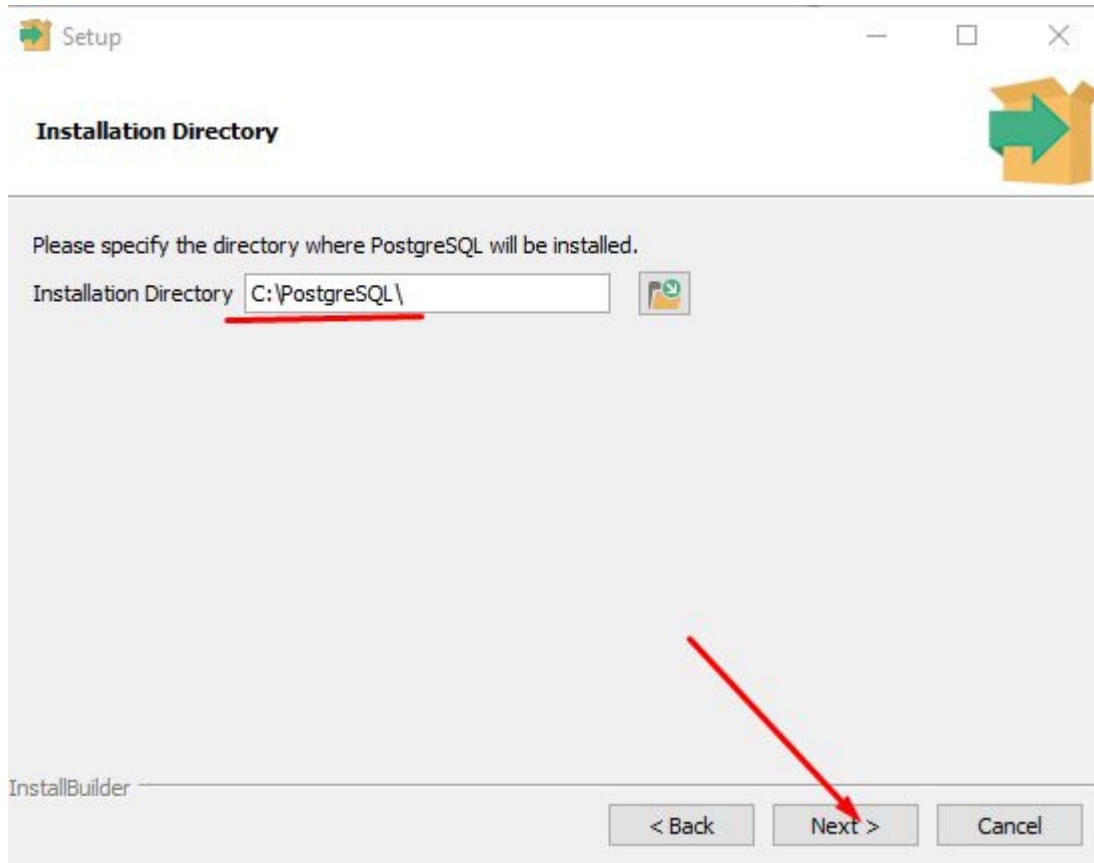 Setup
Installation Directory
Please specify the directory where PostgreSQL will be installed.
Installation Directory C:\PostgreSQL\
InstallBuilder
< Back Next > Cancel